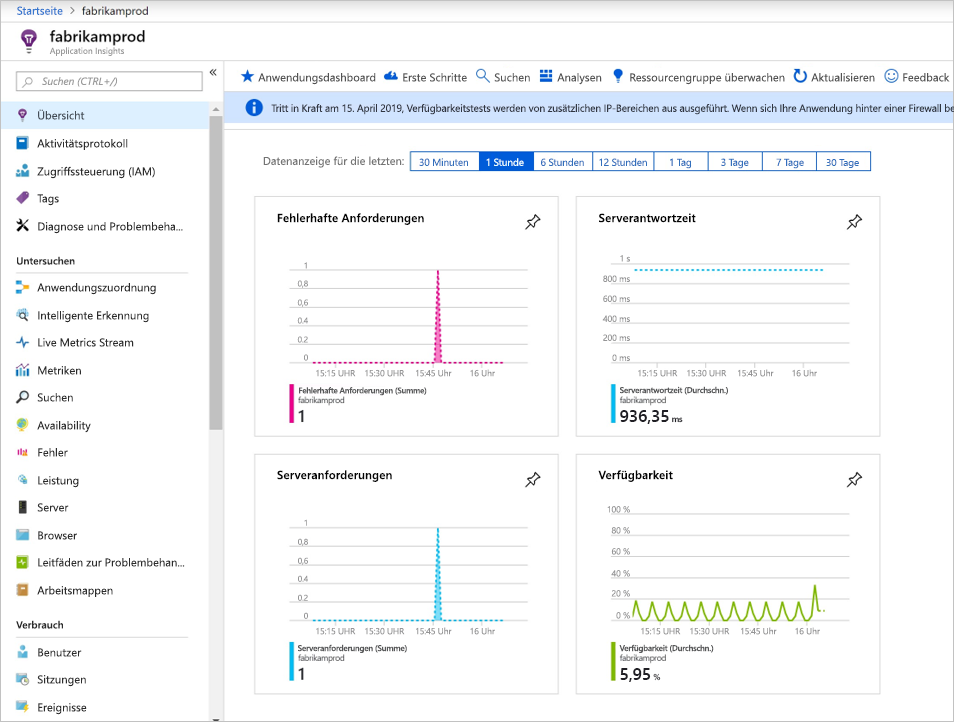 Startseite > fabrikamprod
fabrikamprod
Application Insights
Suchen (CTRL+/)
«
Übersicht
Aktivitätsprotokoll
Zugriffssteuerung (IAM)
Tags
Diagnose und Problembeha...
Untersuchen
Anwendungszuordnung
Intelligente Erkennung
Live Metrics Stream
Metriken
Suchen
Availability
Fehler
Leistung
Server
Browser
Leitfäden zur Problembehan...
Arbeitsmappen
Verbrauch
Benutzer
Sitzungen
Ereignisse
Anwendungsdashboard Erste Schritte Suchen Analysen Ressourcengruppe überwachen Aktualisieren Feedback
Tritt in Kraft am 15. April 2019, Verfügbarkeitstests werden von zusätzlichen IP-Bereichen aus ausgeführt. Wenn sich Ihre Anwendung hinter einer Firewall be
Datenanzeige für die letzten: 30 Minuten 1 Stunde 6 Stunden 12 Stunden 1 Tag 3 Tage 7 Tage 30 Tage
Fehlerhafte Anforderungen
1
0,8
0,6
0.4
0.2
0
15:15 UHR 15:30 UHR 15:45 Uhr 16 Uhr
Fehlerhafte Anforderungen (Summe)
fabrikamprod
1
Serverantwortzeit
1 s
800 ms
600 ms
400 ms
200 ms
0 ms
15:15 UHR 15:30 UHR 15:45 Uhr 16 Uhr
Serverantwortzeit (Durchschn.)
fabrikamprod
936,35 ms
Serveranforderungen
1
0,8
0,6
0.4
0.2
0
15:15 UHR 15:30 UHR 15:45 Uhr 16 Uhr
Serveranforderungen (Summe)
fabrikamprod
1
Verfügbarkeit
100 %
80 %
60 %
40 %
20 %
0 %
15:15 UHR 15:30 UHR 15:45 Uhr 16 Uhr
Verfügbarkeit (Durchschn.)
fabrikamprod
5,95 %